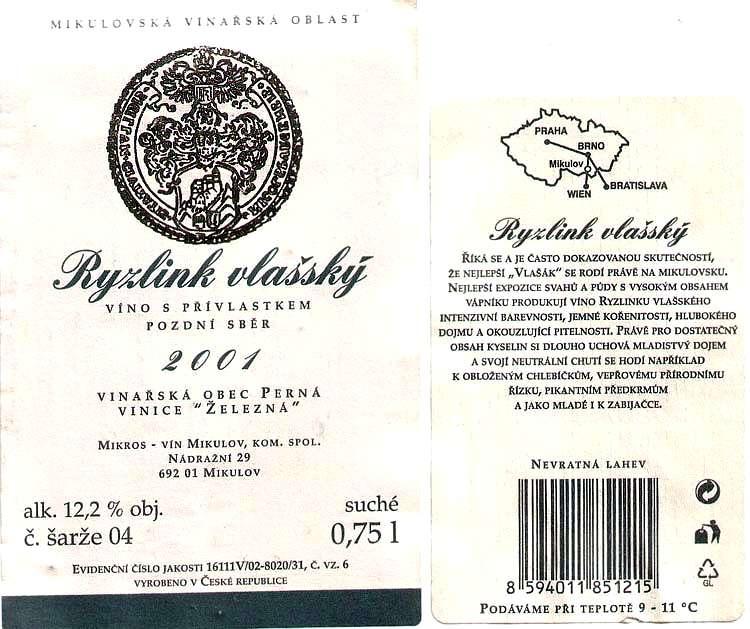 MIKULOVSKÁ VINAŘSKÁ OBLAST
Ryzlink vlašský
VÍNO S PŘÍVLASTKEM
POZDNÍ SBĚR
2001
VINAŘSKÁ OBEC PERNÁ
VINICE "ŽELEZNÁ"
MIKROS - VÍN MIKULOV, KOM. SPOL.
NÁDRAŽNÍ 29
692 01 MIKULOV
alk. 12,2 % obj.
suché
č. šarže 04
0,75 l
EVIDENČNÍ ČÍSLO JAKOSTI 16111V/02-8020/31, Č. VZ. 6
VYROBENO V ČESKÉ REPUBLICE
PRAHA
BRNO
Mikulov
WIEN
BRATISLAVA
Ryzlink vlašský
ŘÍKÁ SE A JE ČASTO DOKAZOVANOU SKUTEČNOSTÍ,
ŽE NEJLEPŠÍ „VLAŠÁK" SE RODÍ PRÁVĚ NA MIKULOVSKU.
NEJLEPŠÍ EXPOZICE SVAHŮ A PŮDY S VYSOKÝM OBSAHEM
VÁPNÍKU PRODUKUJÍ VÍNO RYZLINKU VLAŠSKÉHO
INTENZIVNÍ BAREVNOSTI, JEMNÉ KOŘENITOSTI, HLUBOKÉHO
DOJMU A OKOUZLUJÍCÍ PITELNOSTI. PRÁVĚ PRO DOSTATEČNÝ
OBSAH KYSELIN SI DLOUHO UCHOVÁ MLADISTVÝ DOJEM
A SVOJÍ NEUTRÁLNÍ CHUTÍ SE HODÍ NAPŘÍKLAD
K OBLOŽENÝM CHLEBÍČKŮM, VEPŘOVÉMU PŘÍRODNÍMU
ŘÍZKU, PIKANTNÍM PŘEDKRMŮM
A JAKO MLADÉ I K ZABIJAČCE.
NEVRATNÁ LAHEV
8 594011 851215
GL
PODÁVÁME PŘI TEPLOTĚ 9 - 11 °C